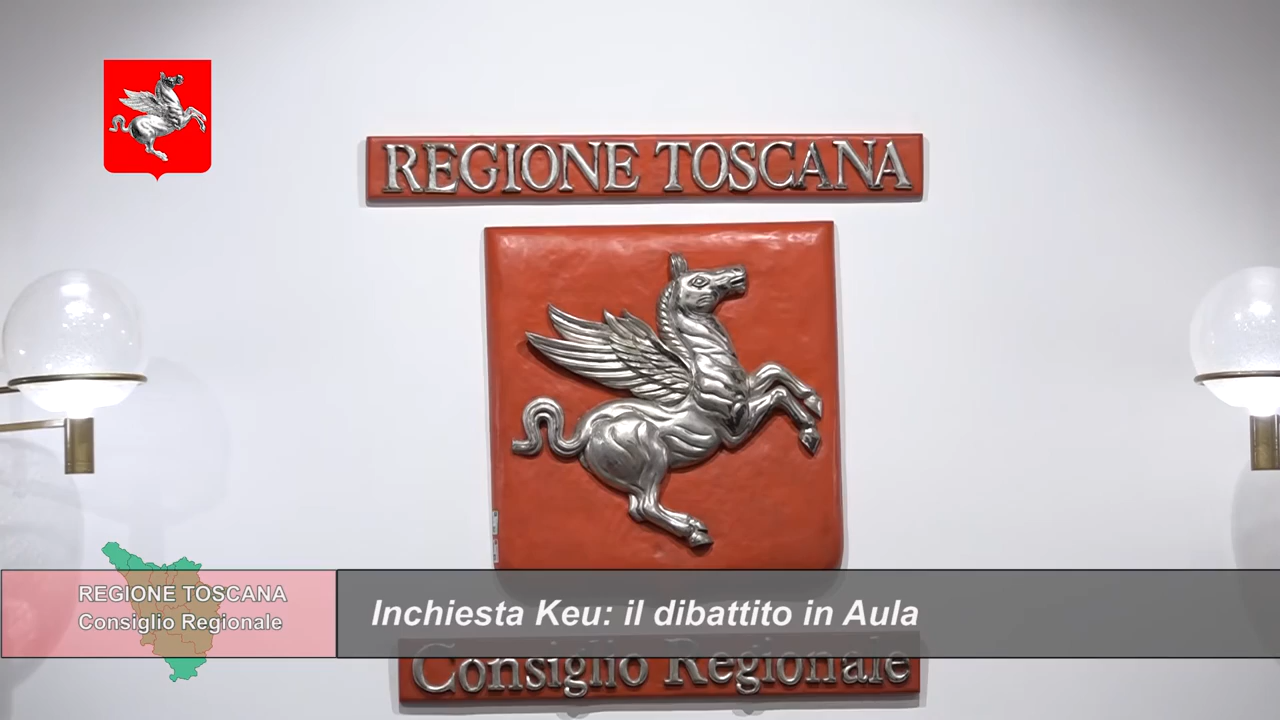 REGIONE TOSCANA
REGIONE TOSCANA
Consiglio Regionale
Inchiesta Keu: il dibattito in Aula
Consiglio Regionale